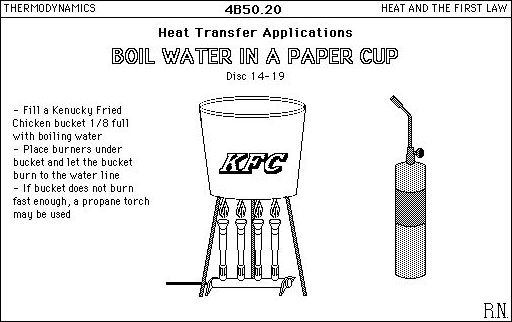 THERMODYNAMICS
4B50.20
HEAT AND THE FIRST LAW
Heat Transfer Applications
BOIL WATER IN A PAPER CUP
Disc 14-19
- Fill a Kenucky Fried
Chicken bucket 1/8 full
with boiling water
- Place burners under
bucket and let the bucket
burn to the water line
- If bucket does not burn
fast enough, a propane torch
may be used
KFC
R.N.